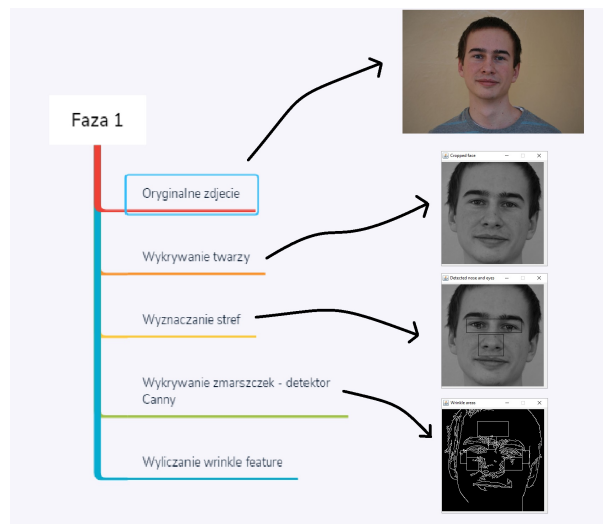 Faza 1
Oryginalne zdjecie
Wykrywanie twarzy
Wyznaczanie stref
Wykrywanie zmarszczek - detektor
Canny
Wyliczanie wrinkle feature
Cropped face
Detected nose and eyes
Wrinkle areas